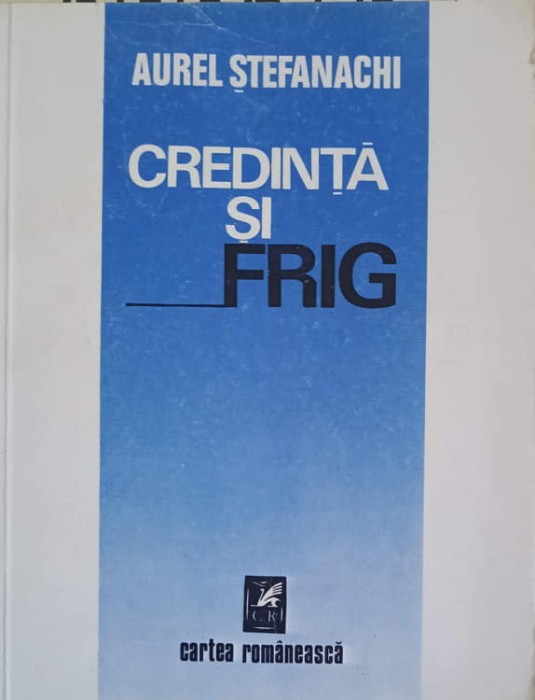 AUREL ȘTEFANACHI
CREDINȚĂ
ȘI
FRIG
C R
cartea românească